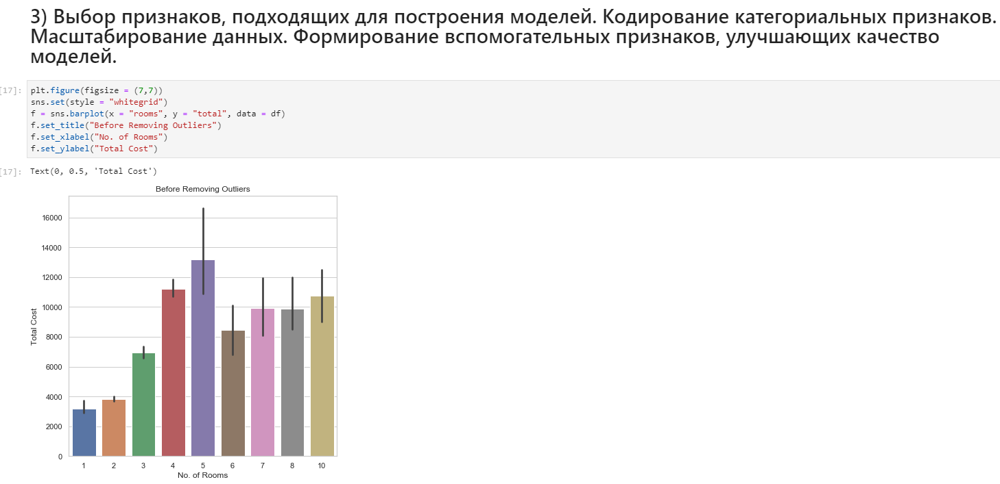 3) Выбор признаков, подходящих для построения моделей. Кодирование категориальных признаков.
Масштабирование данных. Формирование вспомогательных признаков, улучшающих качество
моделей.
[17]:
plt.figure(figsize = (7,7))
sns.set(style = "whitegrid")
f = sns.barplot(x = "rooms", y = "total", data = df)
f.set_title("Before Removing Outliers")
f.set_xlabel("No. of Rooms")
f.set_ylabel("Total Cost")
[17]: Text(0, 0.5, 'Total Cost')
Before Removing Outliers
16000
14000
12000
10000
8000
6000
4000
2000
0
Total Cost
1 2 3 4 5 6 7 8 10
No. of Rooms